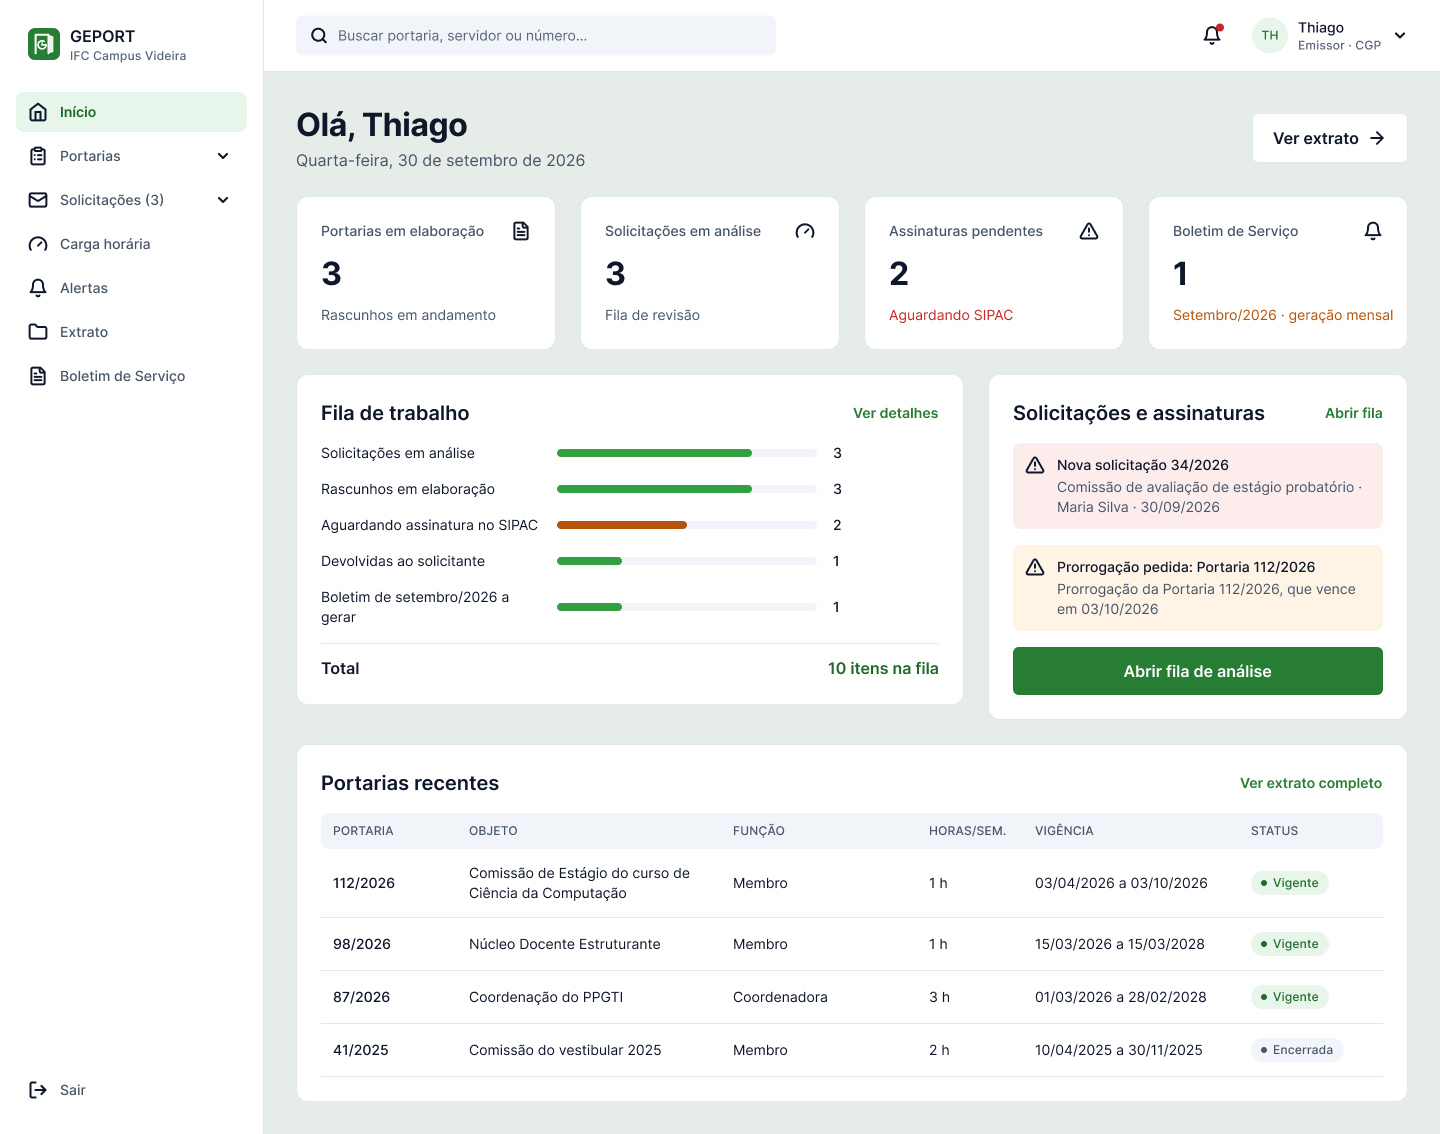 GEPORT
IFC Campus Videira
Início
Portarias
Solicitações (3)
Carga horária
Alertas
Extrato
Boletim de Serviço
Sair
Buscar portaria, servidor ou número...
TH
Thiago
Emissor · CGP
Olá, Thiago
Quarta-feira, 30 de setembro de 2026
Ver extrato
Portarias em elaboração
3
Rascunhos em andamento
Solicitações em análise
3
Fila de revisão
Assinaturas pendentes
2
Aguardando SIPAC
Boletim de Serviço
1
Setembro/2026 · geração mensal
Fila de trabalho
Ver detalhes
Solicitações em análise 3
Rascunhos em elaboração 3
Aguardando assinatura no SIPAC 2
Devolvidas ao solicitante 1
Boletim de setembro/2026 a
gerar 1
Total 10 itens na fila
Solicitações e assinaturas
Abrir fila
Nova solicitação 34/2026
Comissão de avaliação de estágio probatório ·
Maria Silva · 30/09/2026
Prorrogação pedida: Portaria 112/2026
Prorrogação da Portaria 112/2026, que vence
em 03/10/2026
Abrir fila de análise
Portarias recentes
Ver extrato completo
PORTARIA OBJETO FUNÇÃO HORAS/SEM. VIGÊNCIA STATUS
112/2026 Comissão de Estágio do curso de
Ciência da Computação Membro 1 h 03/04/2026 a 03/10/2026 Vigente
98/2026 Núcleo Docente Estruturante Membro 1 h 15/03/2026 a 15/03/2028 Vigente
87/2026 Coordenação do PPGTI Coordenadora 3 h 01/03/2026 a 28/02/2028 Vigente
41/2025 Comissão do vestibular 2025 Membro 2 h 10/04/2025 a 30/11/2025 Encerrada